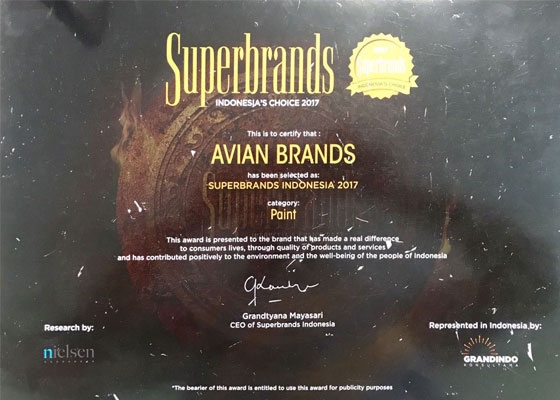 Superbrands
INDONESIA'S CHOICE 2017
This is to certify that :
AVIAN BRANDS
has been selected as:
SUPERBRANDS INDONESIA 2017
category:
Paint
This award is presented to the brand that has made a real difference
to consumers lives, through quality of products and services
and has contributed positively to the environment and the well-being of the people of Indonesia
Grandtyana Mayasari
CEO of Superbrands Indonesia
Research by:
nielsen
Represented in Indonesia by:
GRANDINDO
KONSULTANA
*The bearier of this award is entitled to use this award for publicity purposes